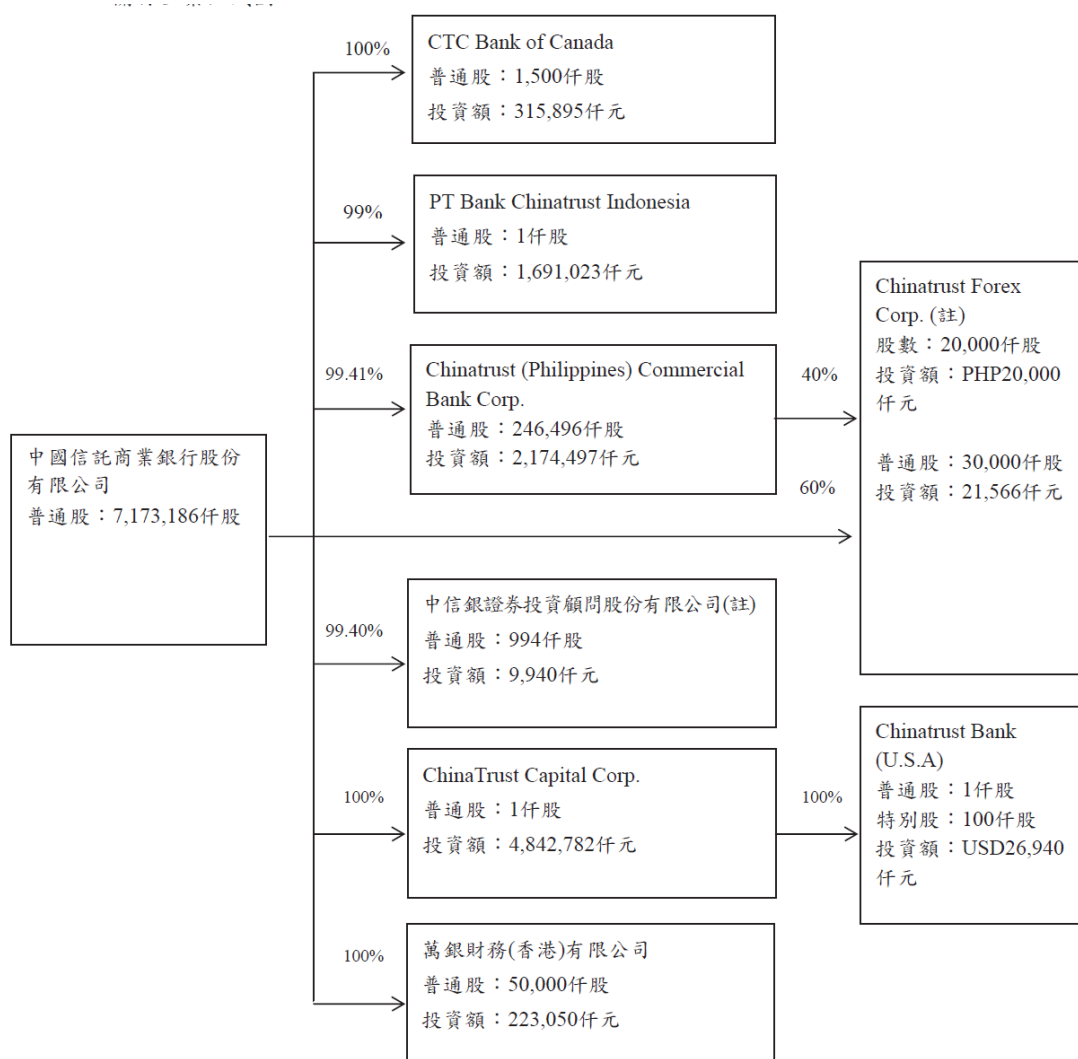 100%
CTC Bank of Canada
普通股：1,500仟股
投資額：315,895仟元
99%
PT Bank Chinatrust Indonesia
普通股：1仟股
投資額：1,691,023仟元
99.41%
Chinatrust (Philippines) Commercial
Bank Corp.
普通股：246,496仟股
投資額：2,174,497仟元
40%
Chinatrust Forex
Corp. (註)
股數：20,000仟股
投資額：PHP20,000
仟元
普通股：30,000仟股
投資額：21,566仟元
60%
中國信託商業銀行股份
有限公司
普通股：7,173,186仟股
99.40%
中信銀證券投資顧問股份有限公司(註)
普通股：994仟股
投資額：9,940仟元
100%
ChinaTrust Capital Corp.
普通股：1仟股
投資額：4,842,782仟元
100%
Chinatrust Bank
(U.S.A)
普通股：1仟股
特別股：100仟股
投資額：USD26,940
仟元
100%
萬銀財務(香港)有限公司
普通股：50,000仟股
投資額：223,050仟元